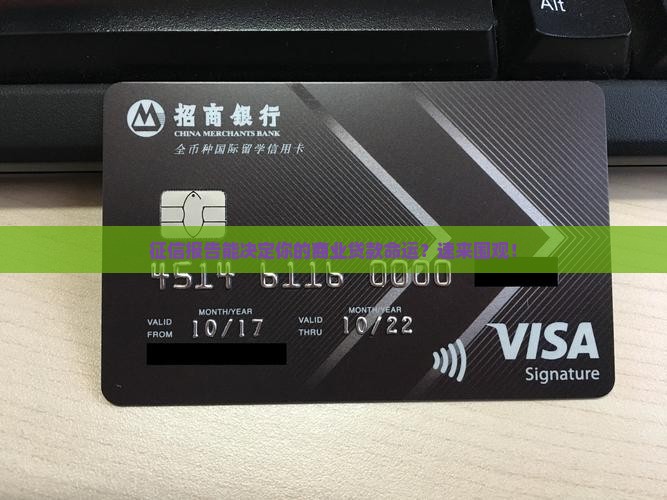 Alt
招商銀行
CHINA MERCHANTS BANK
全币种国际留学信用卡
征信报告能决定你的商业贷款命运？速来围观！
4514 6116 0000
MONTH/YEAR MONTH/YEAR
VALID FROM 10/17 VALID THRU 10/22
VISA
Signature